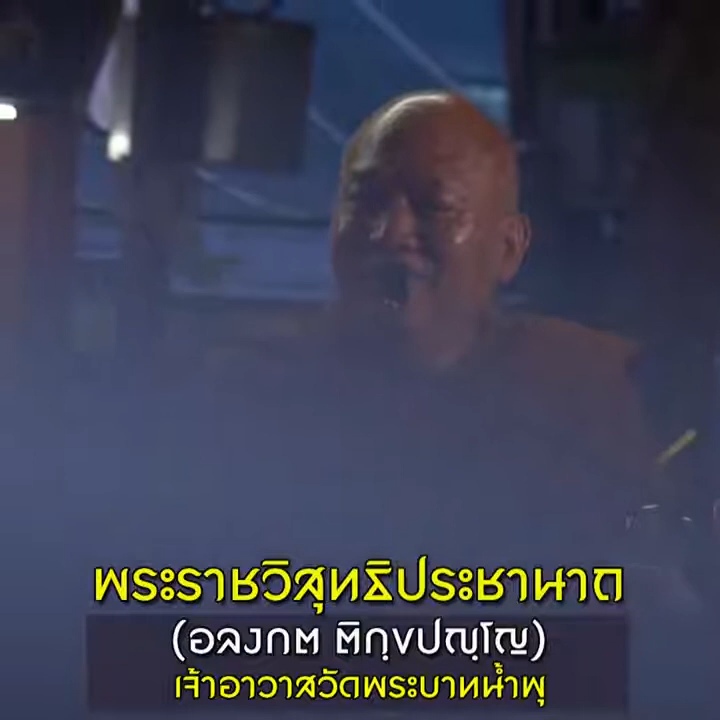 พระราชวิสุทธิประชานาถ
(อลงกต ติกฺขปญฺโญ)
เจ้าอาวาสวัดพระบาทน้ำพุ